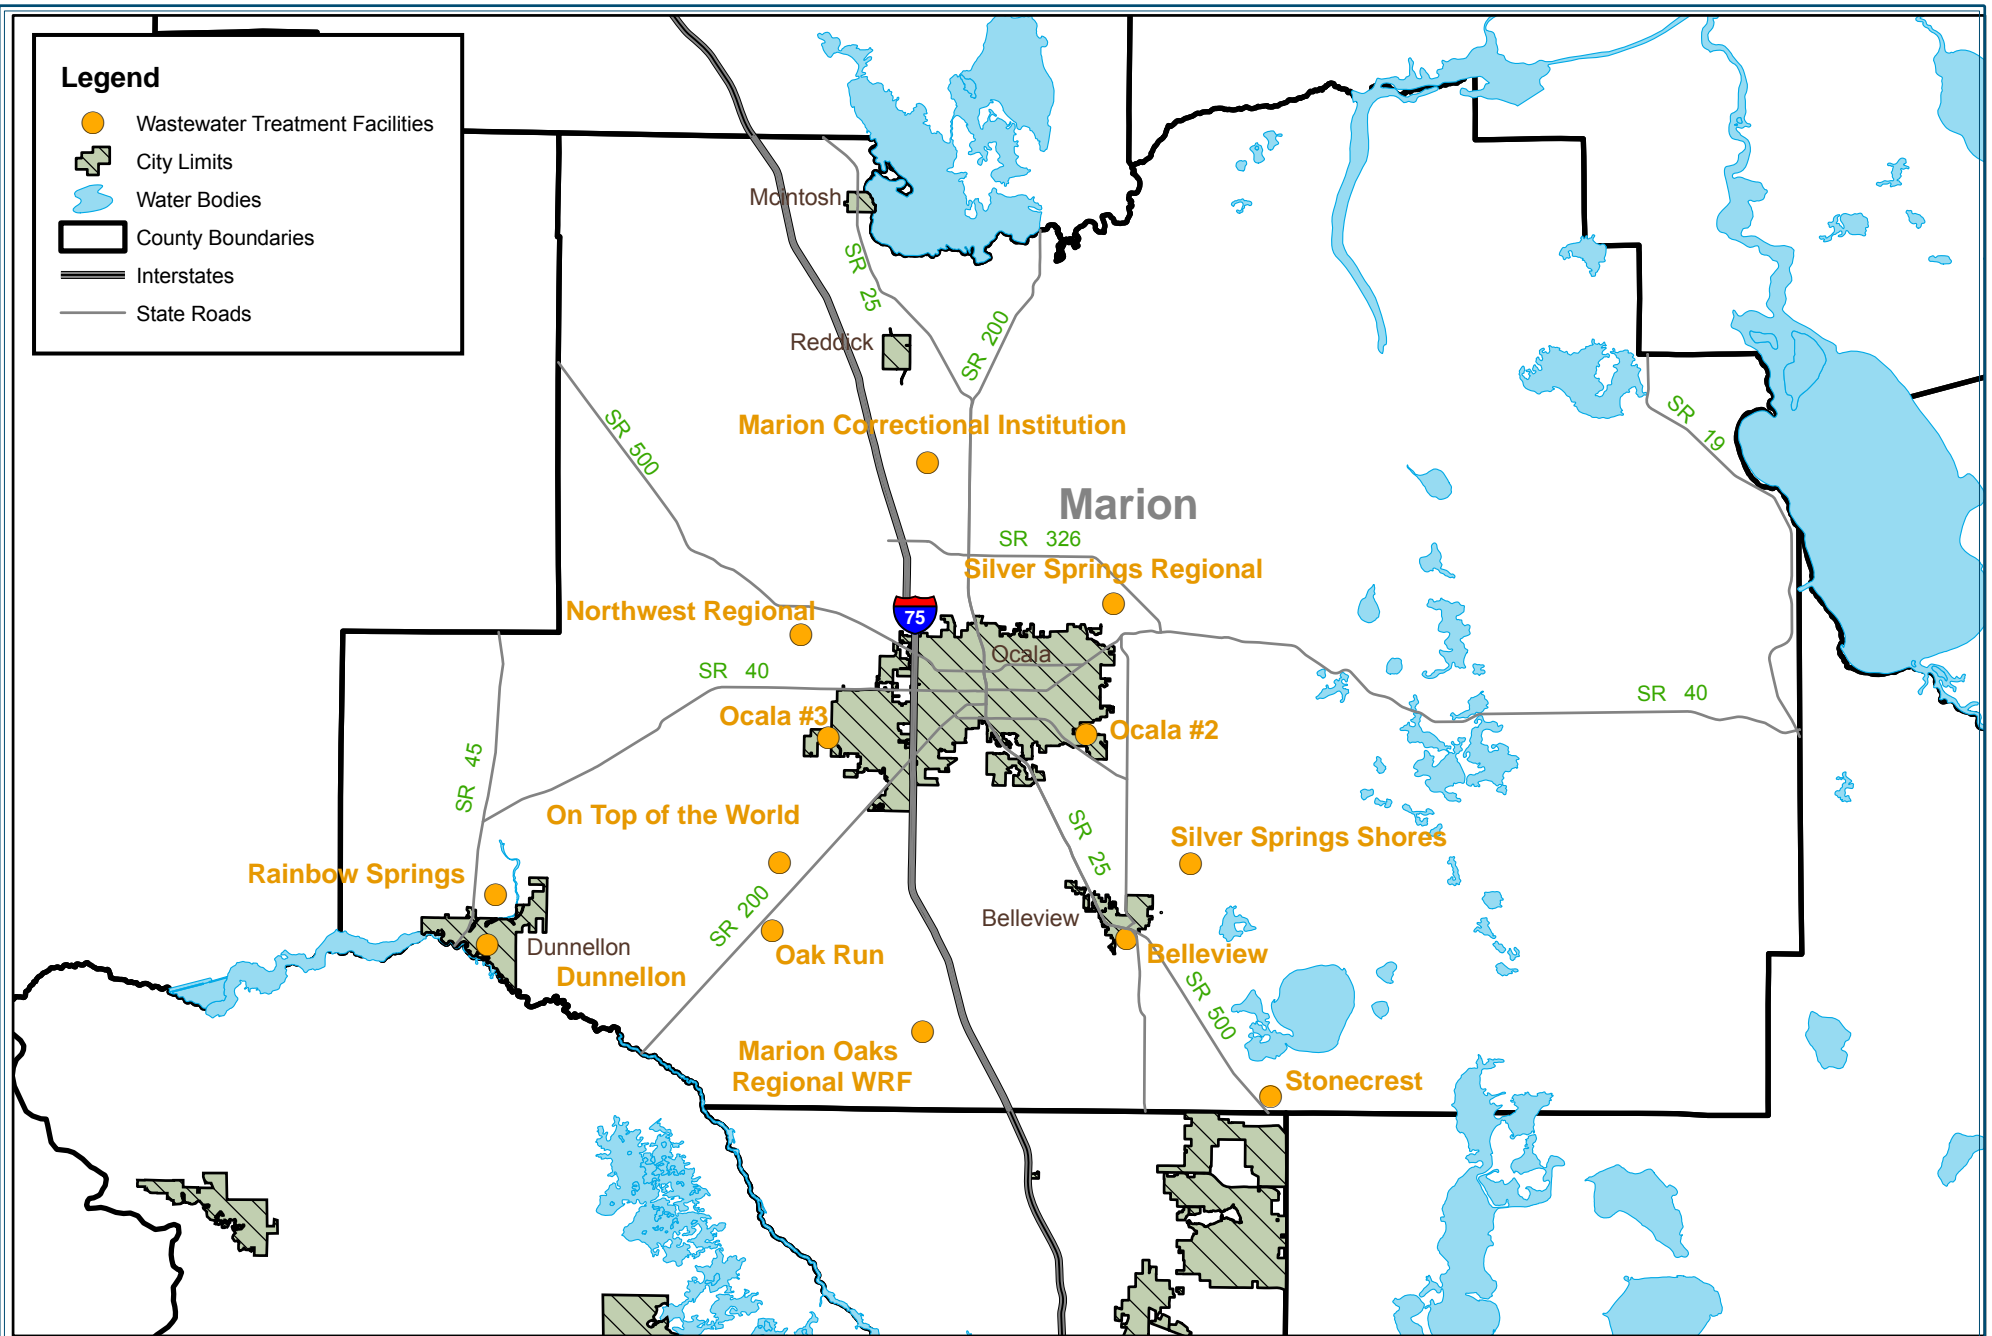 Legend
Wastewater Treatment Facilities
City Limits
Water Bodies
County Boundaries
Interstates
State Roads
Mcintosh
SR 25
Reddick
SR 200
SR 500
Marion Correctional Institution
SR 19
Marion
SR 326
Silver Springs Regional
Northwest Regional
75
Ocala
SR 40
SR 40
Ocala #3
Ocala #2
SR 45
On Top of the World
SR 25
Silver Springs Shores
Rainbow Springs
SR 200
Belleview
Dunnellon
Oak Run
Belleview
Dunnellon
SR 500
Marion Oaks
Regional WRF
Stonecrest